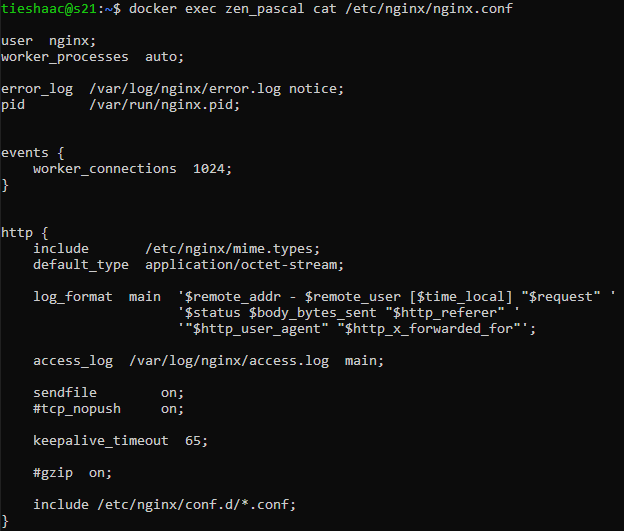 tieshaac@s21:~$ docker exec zen_pascal cat /etc/nginx/nginx.conf
user  nginx;
worker_processes  auto;
error_log  /var/log/nginx/error.log notice;
pid        /var/run/nginx.pid;
events {
    worker_connections  1024;
}
http {
    include       /etc/nginx/mime.types;
    default_type  application/octet-stream;
    log_format  main  '$remote_addr - $remote_user [$time_local] "$request" '
                      '$status $body_bytes_sent "$http_referer" '
                      '"$http_user_agent" "$http_x_forwarded_for"';
    access_log  /var/log/nginx/access.log  main;
    sendfile        on;
    #tcp_nopush     on;
    keepalive_timeout  65;
    #gzip  on;
    include /etc/nginx/conf.d/*.conf;
}